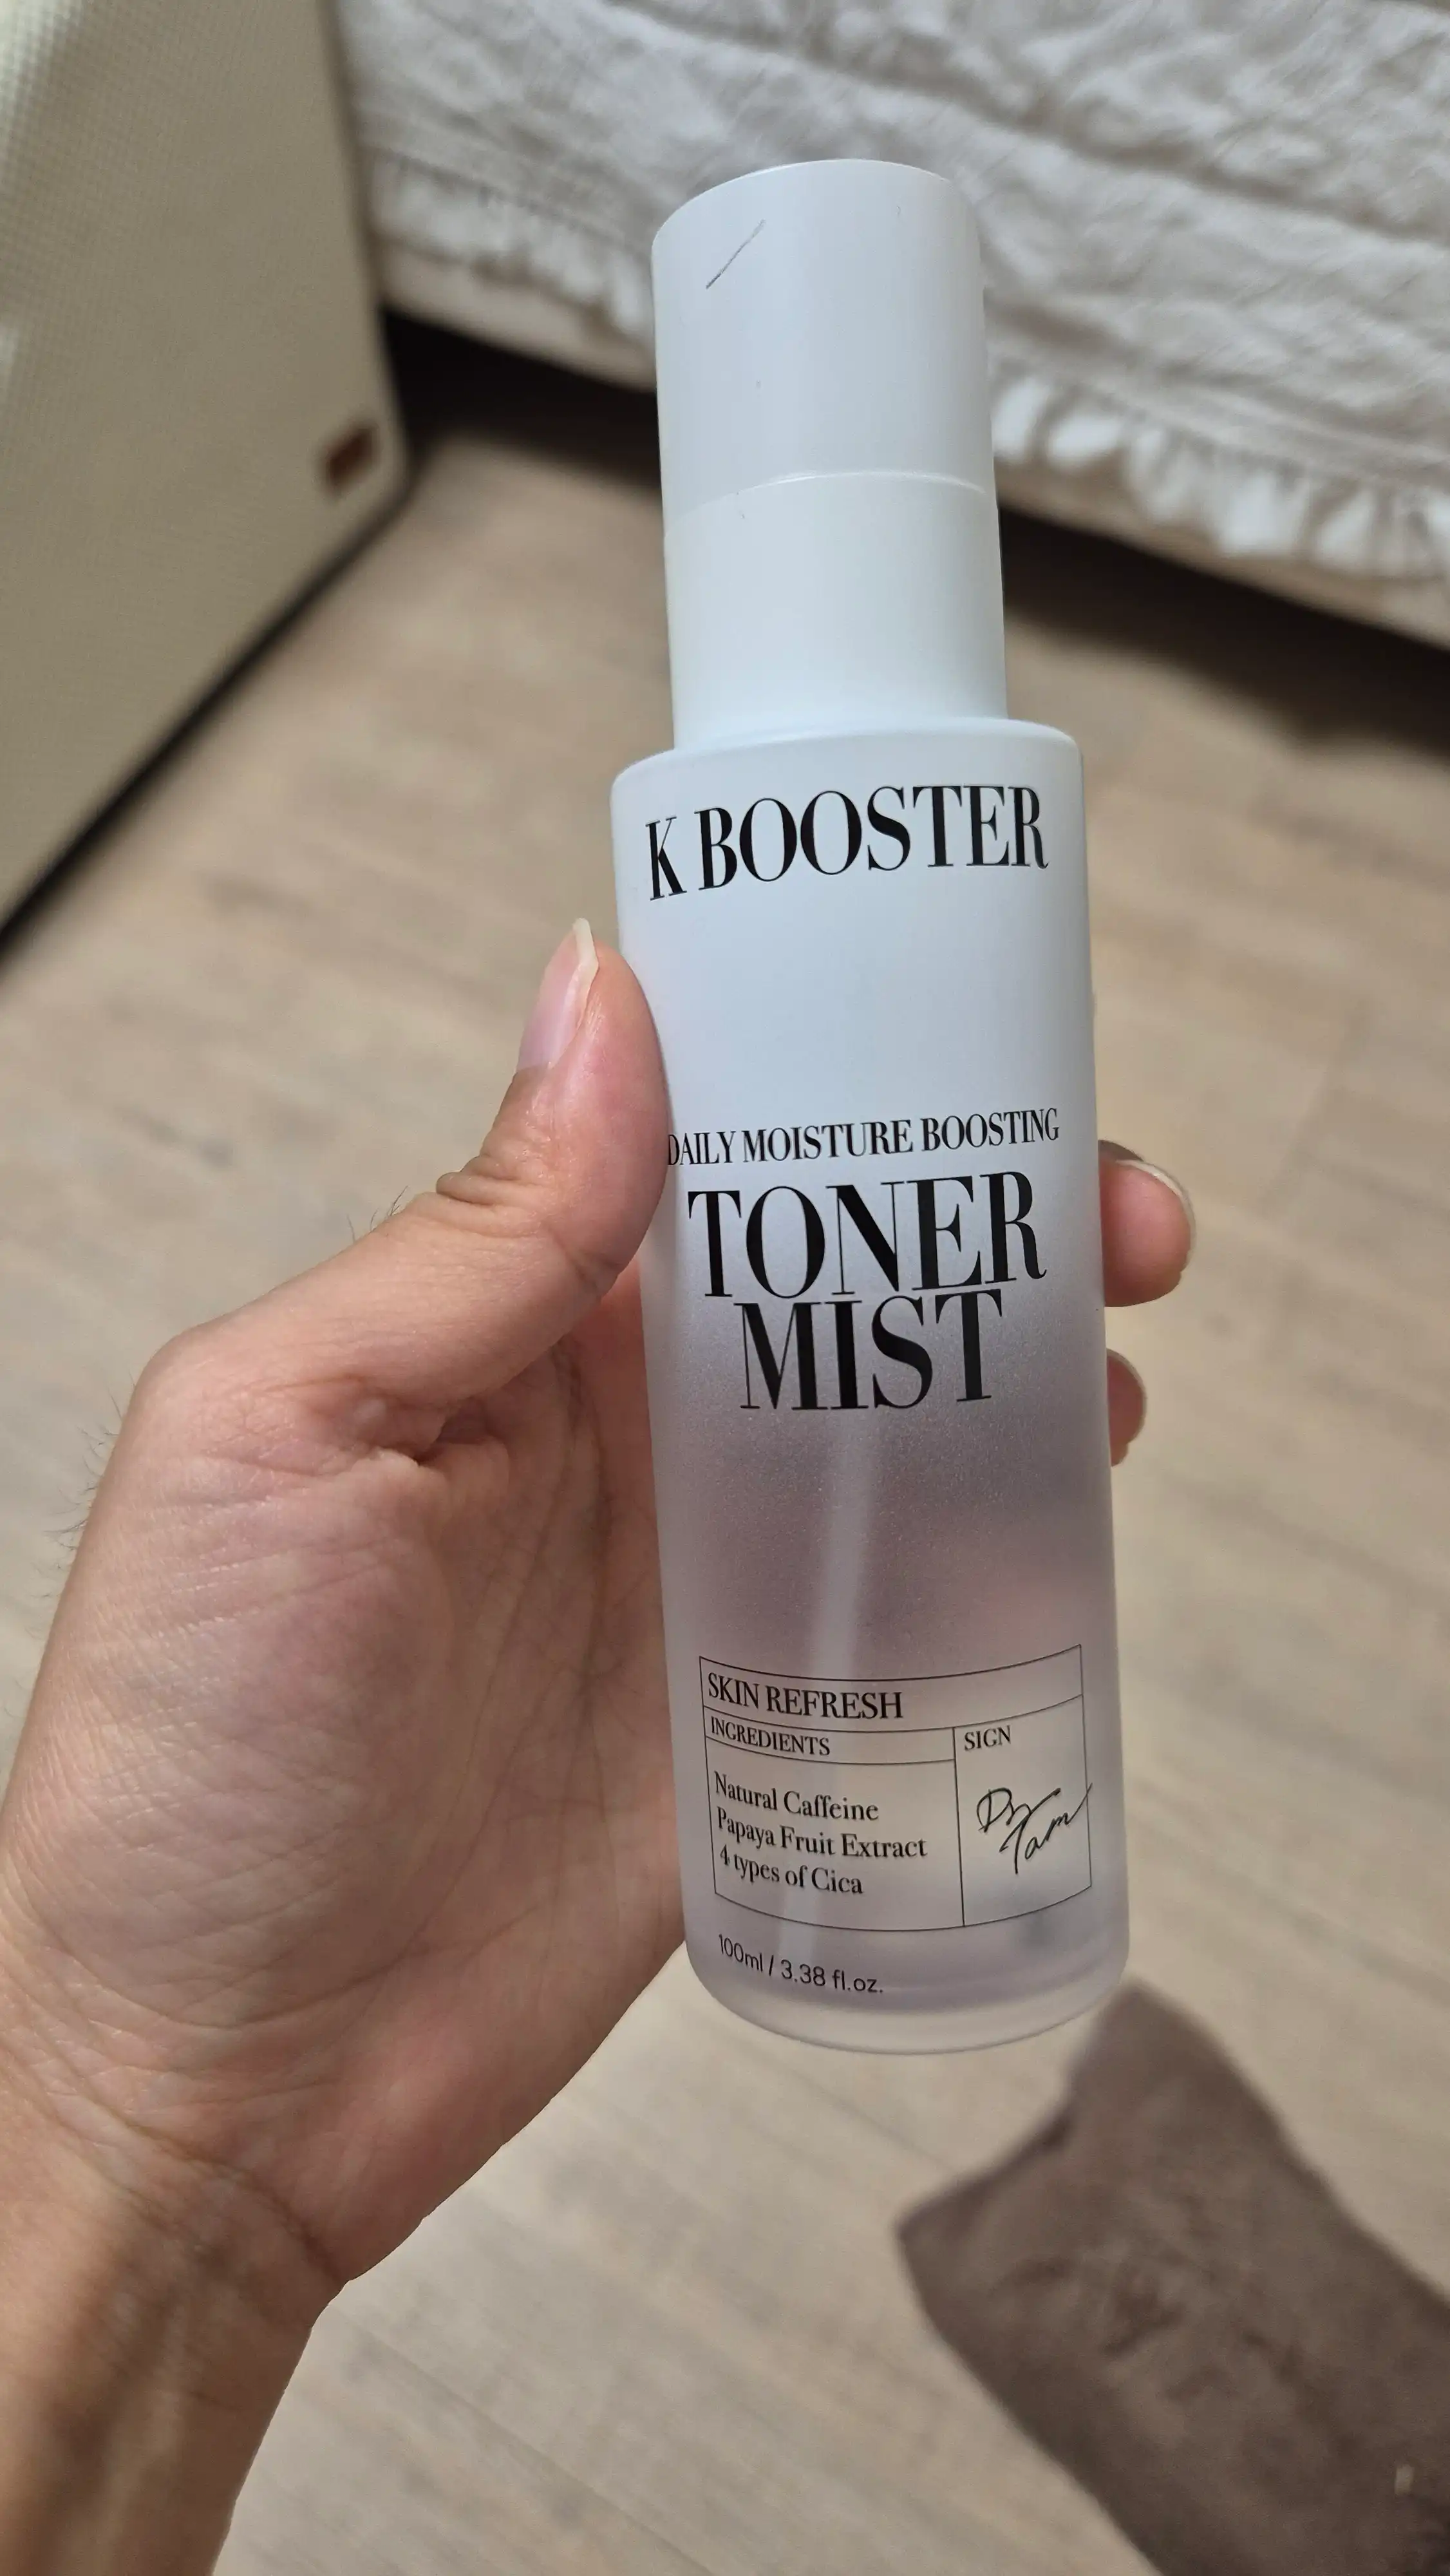 K BOOSTER
DAILY MOISTURE BOOSTING
TONER
MIST
SKIN REFRESH
INGREDIENTS
SIGN
Natural Caffeine
Papaya Fruit Extract
4 types of Cica
100ml / 3.38 fl.oz.